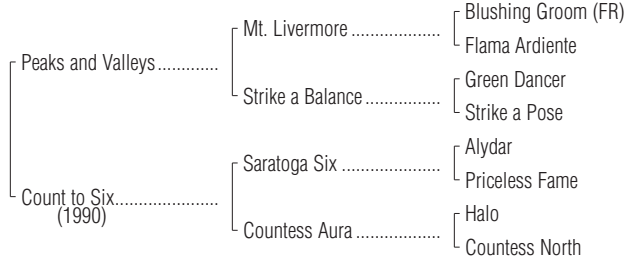 Blushing Groom (FR)
Mt. Livermore ..................
Flama Ardiente
Peaks and Valleys.............
Green Dancer
Strike a Balance ................
Strike a Pose
Alydar
Saratoga Six ....................
Priceless Fame
Count to Six......................
(1990)
Halo
Countess Aura .................
Countess North